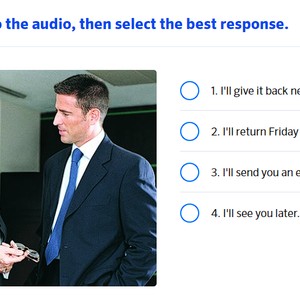 o the audio, then select the best response.
1. I'll give it back ne
2. I'll return Friday
3. I'll send you an e
4. I'll see you later.